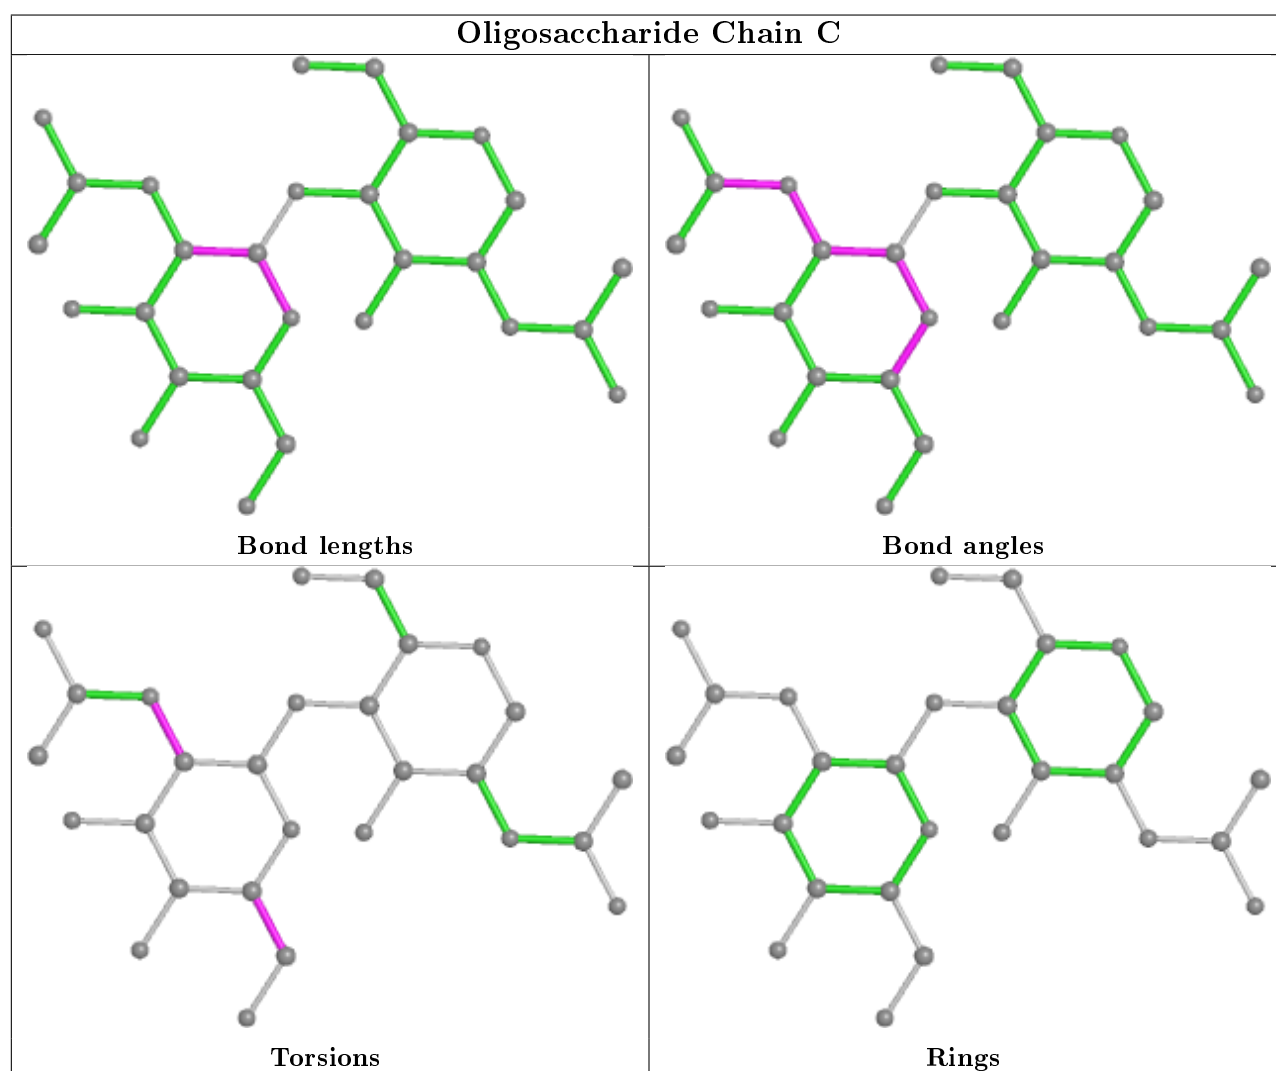 Oligosaccharide Chain C
Bond lengths
Bond angles
Torsions
Rings